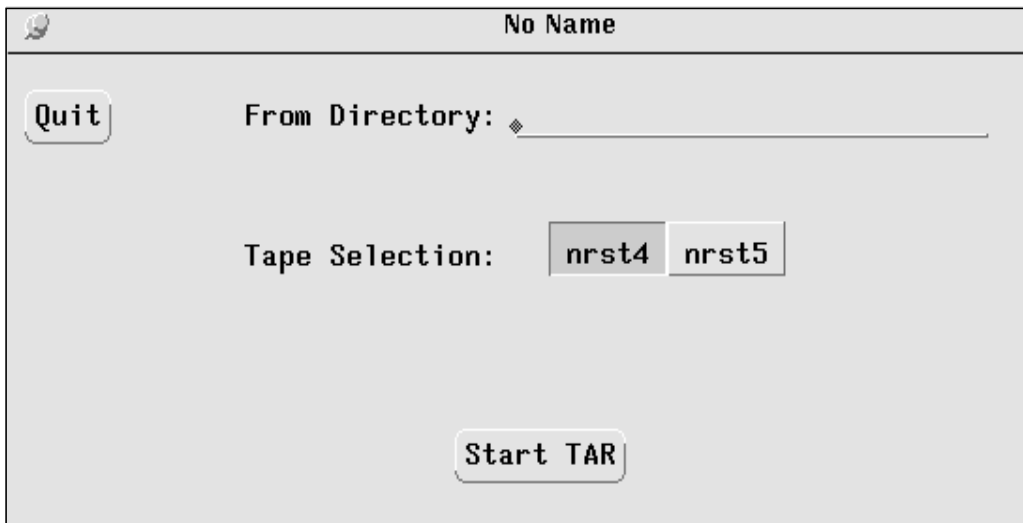 No Name
Quit
From Directory:
Tape Selection: nrst4 nrst5
Start TAR